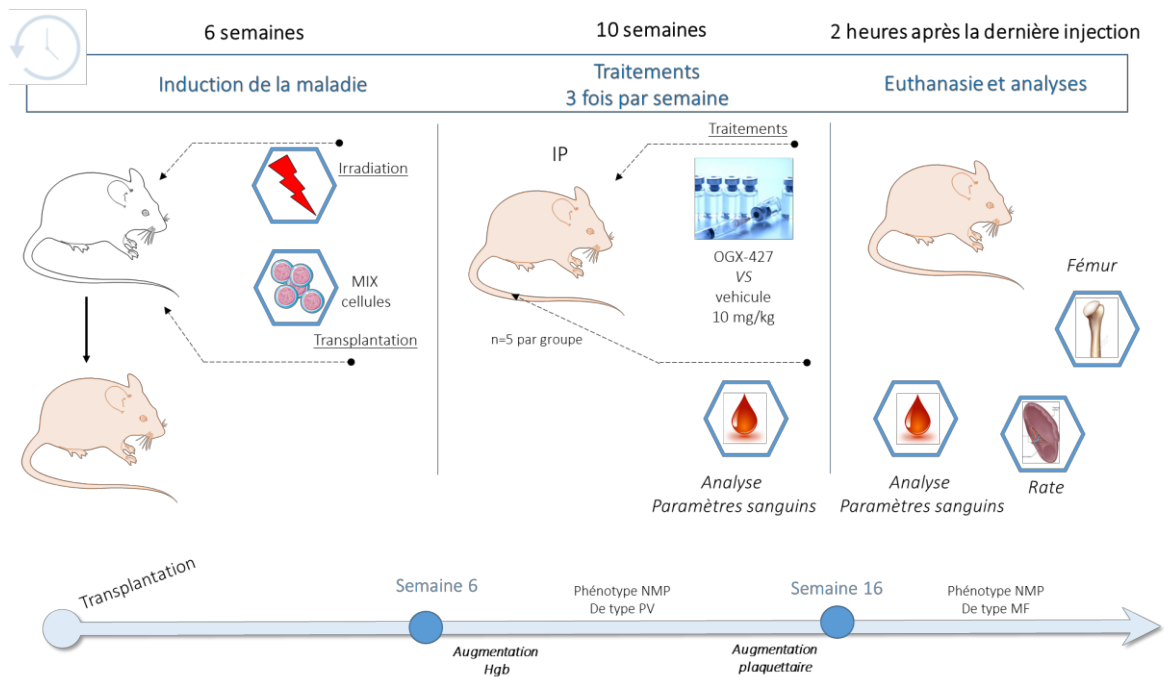 6 semaines
10 semaines
2 heures après la dernière injection
Induction de la maladie
Traitements
3 fois par semaine
Euthanasie et analyses
Irradiation
MIX
cellules
Transplantation
IP
Traitements
OGX-427
VS
vehicule
10 mg/kg
n=5 par groupe
Analyse
Paramètres sanguins
Fémur
Analyse
Paramètres sanguins
Rate
Transplantation
Semaine 6
Augmentation
Hgb
Phénotype NMP
De type PV
Semaine 16
Augmentation
plaquettaire
Phénotype NMP
De type MF